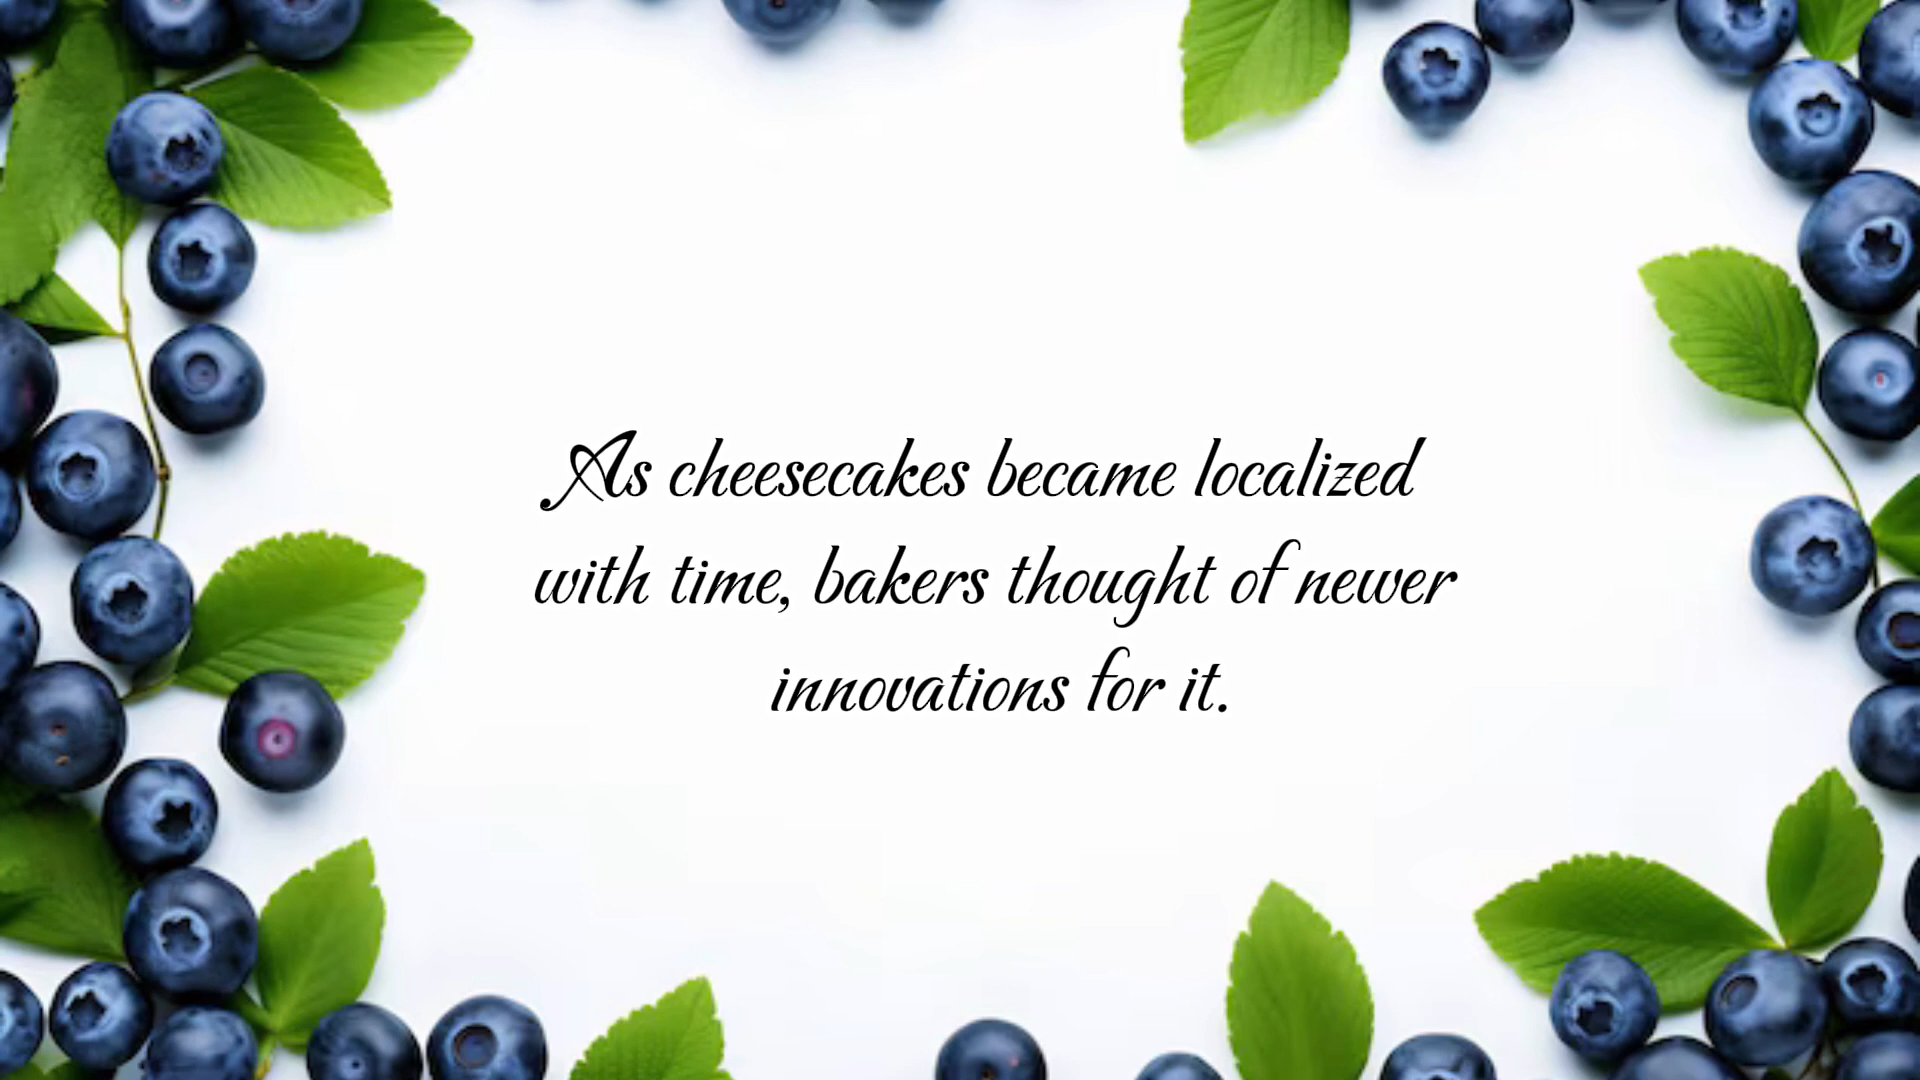 As cheesecakes became localized
with time, bakers thought of newer
innovations for it.